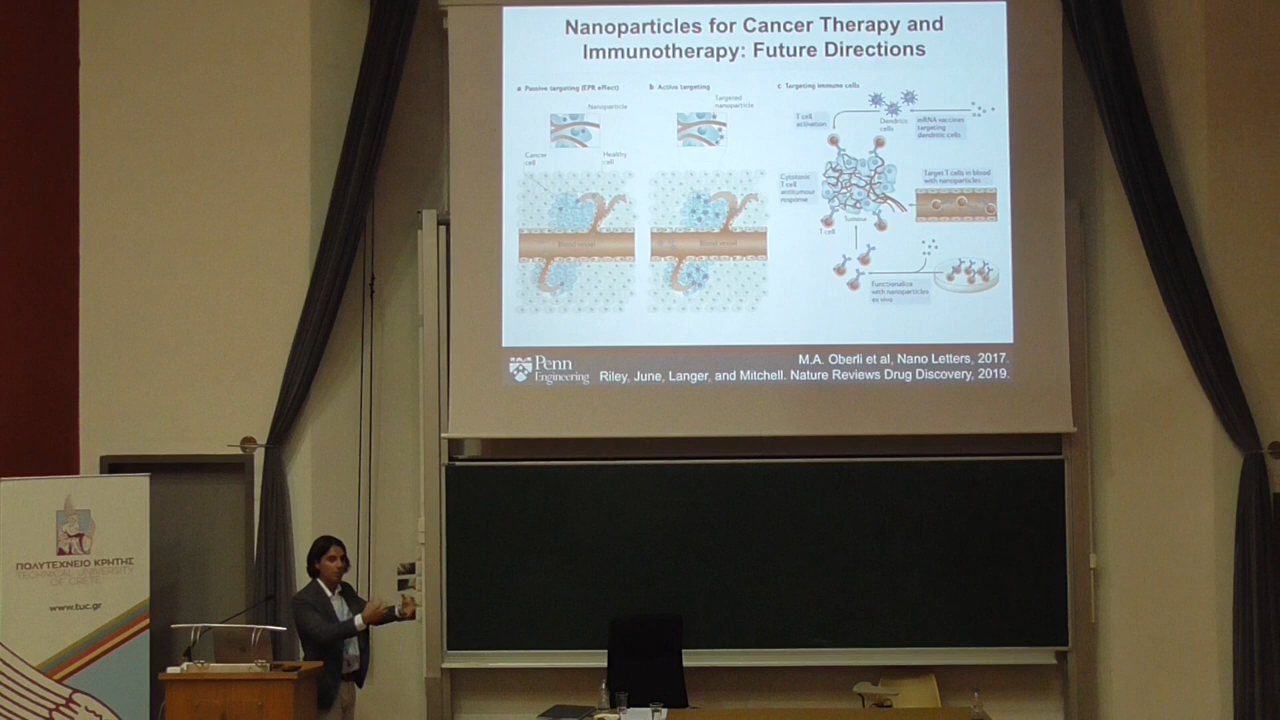 Nanoparticles for Cancer Therapy and
Immunotherapy: Future Directions
a Passive targeting (EPR effect)
Nanoparticle
Cancer
cell
Healthy
cell
Blood vessel
b Active targeting
Targeted
nanoparticle
Blood vessel
c Targeting immune cells
T cell
activation
Dendritic
cells
mRNA vaccines
targeting
dendritic cells
Cytotoxic
T cell
antitumour
response
Target T cells in blood
with nanoparticles
Tumour
T cell
Functionalize
with nanoparticles
ex vivo
Penn
Engineering
M.A. Oberli et al, Nano Letters, 2017.
Riley, June, Langer, and Mitchell. Nature Reviews Drug Discovery, 2019.
ΠΟΛΥΤΕΧΝΕΙΟ ΚΡΗΤΗΣ
TECHNICAL UNIVERSITY
OF CRETE
www.tuc.gr